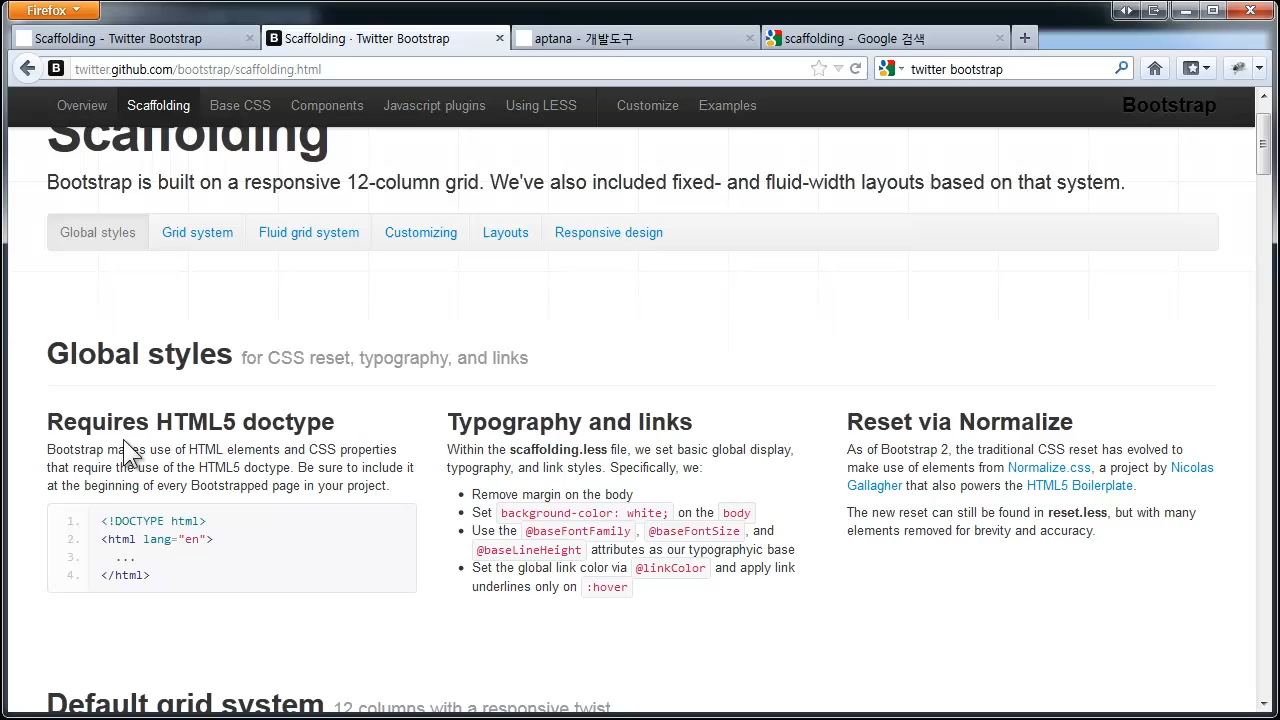 Firefox
Scaffolding - Twitter Bootstrap
Scaffolding · Twitter Bootstrap
aptana - 개발도구
scaffolding - Google 검색
twitter.github.com/bootstrap/scaffolding.html
twitter bootstrap
Overview Scaffolding Base CSS Components Javascript plugins Using LESS Customize Examples Bootstrap
Scaffolding
Bootstrap is built on a responsive 12-column grid. We've also included fixed- and fluid-width layouts based on that system.
Global styles Grid system Fluid grid system Customizing Layouts Responsive design
Global styles for CSS reset, typography, and links
Requires HTML5 doctype
Bootstrap makes use of HTML elements and CSS properties
that require the use of the HTML5 doctype. Be sure to include it
at the beginning of every Bootstrapped page in your project.
1. <!DOCTYPE html>
2. <html lang="en">
3. ...
4. </html>
Typography and links
Within the scaffolding.less file, we set basic global display,
typography, and link styles. Specifically, we:
• Remove margin on the body
• Set background-color: white; on the body
• Use the @baseFontFamily, @baseFontSize, and
@baseLineHeight attributes as our typographyic base
• Set the global link color via @linkColor and apply link
underlines only on :hover
Reset via Normalize
As of Bootstrap 2, the traditional CSS reset has evolved to
make use of elements from Normalize.css, a project by Nicolas
Gallagher that also powers the HTML5 Boilerplate.
The new reset can still be found in reset.less, but with many
elements removed for brevity and accuracy.
Default grid system 12 columns with a responsive twist